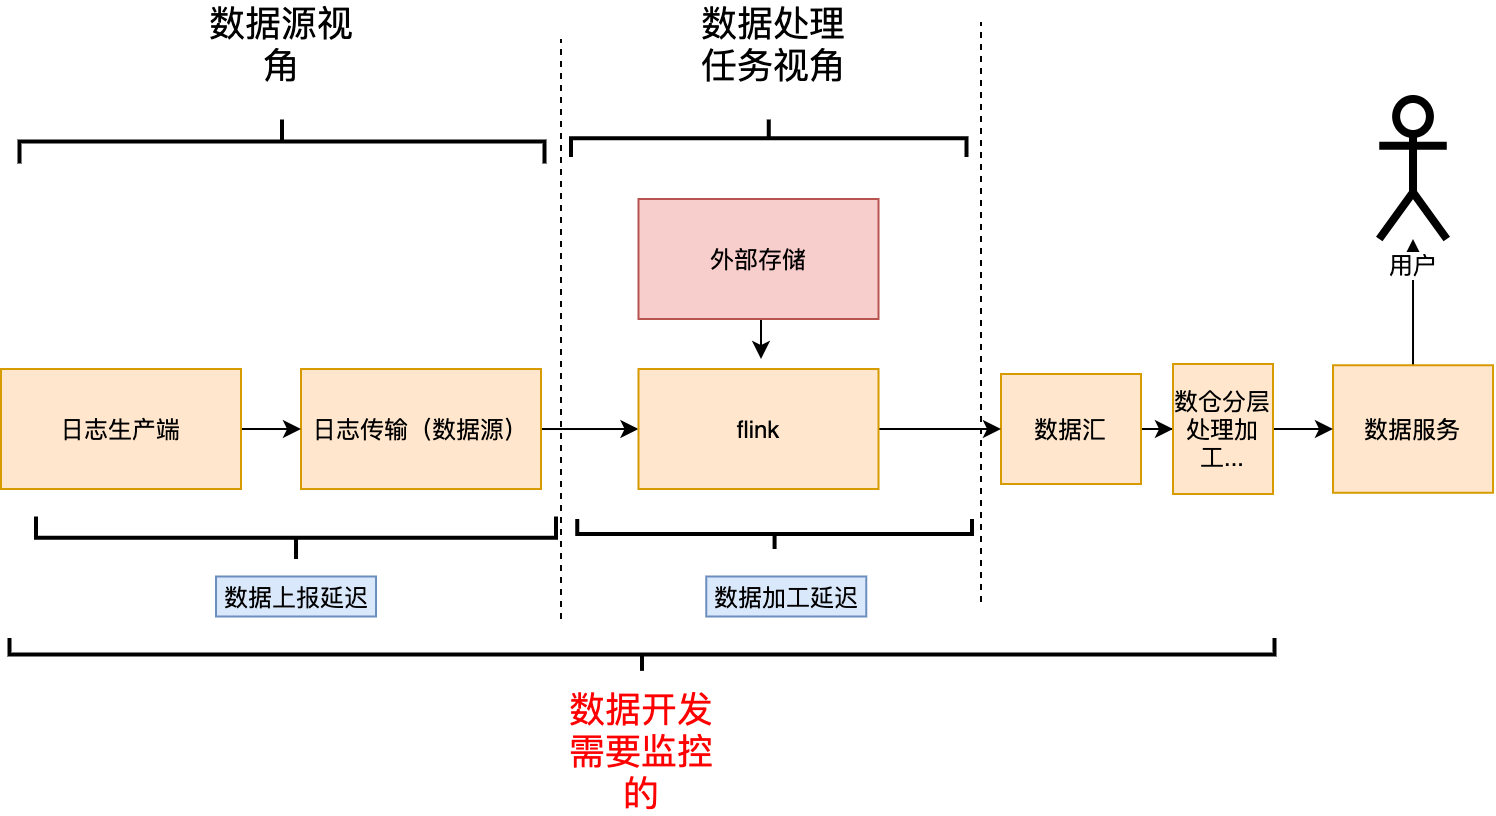 数据源视
角
数据处理
任务视角
外部存储
用户
日志生产端
日志传输（数据源）
flink
数据汇
数仓分层
处理加
工...
数据服务
数据上报延迟
数据加工延迟
数据开发
需要监控
的